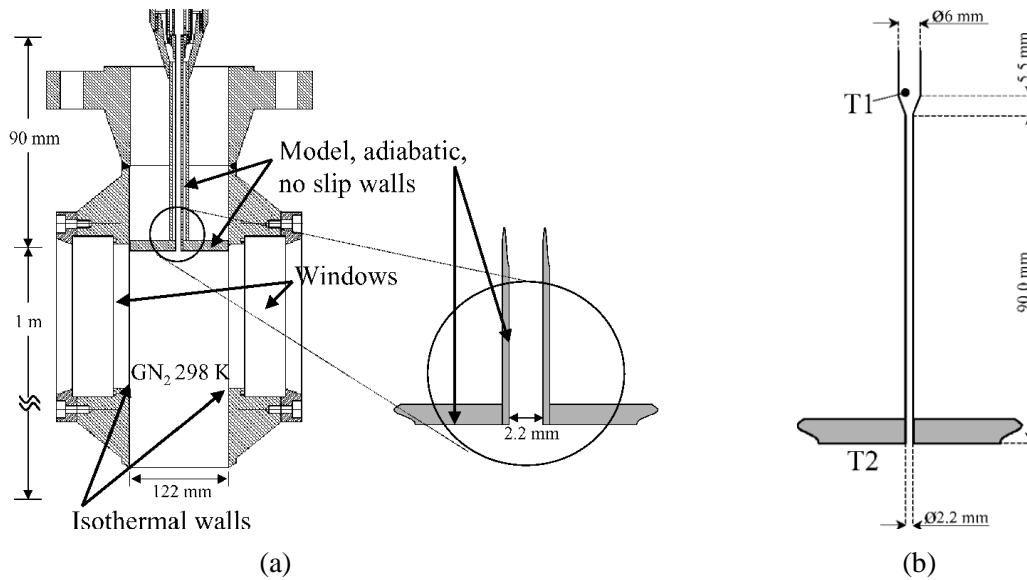 90 mm
Model, adiabatic,
no slip walls
Windows
1 m
GN₂ 298 K
2.2 mm
122 mm
Isothermal walls
(a)
Ø6 mm
5.5 mm
T1
90.0 mm
T2
Ø2.2 mm
(b)